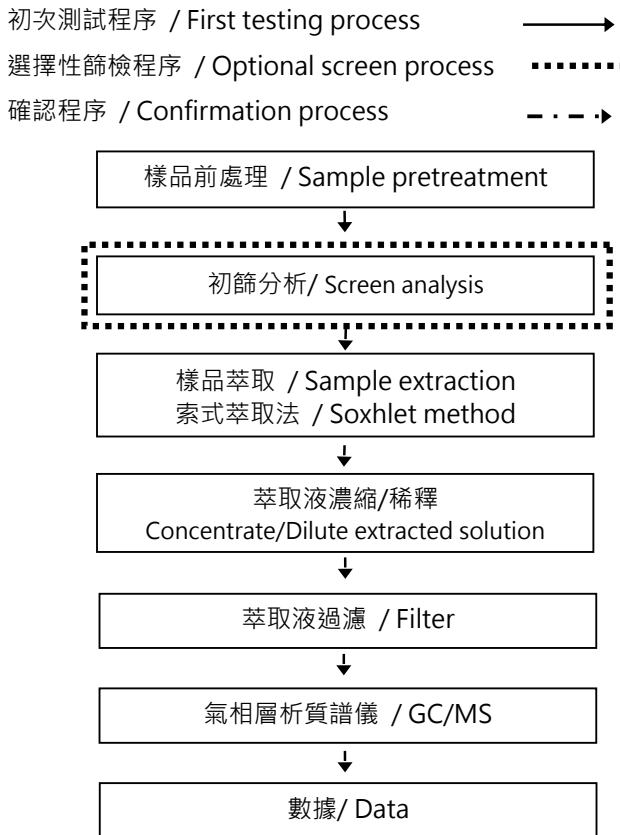 初次測試程序 / First testing process
選擇性篩檢程序 / Optional screen process
確認程序 / Confirmation process
樣品前處理 / Sample pretreatment
初篩分析/ Screen analysis
樣品萃取 / Sample extraction
索式萃取法 / Soxhlet method
萃取液濃縮/稀釋
Concentrate/Dilute extracted solution
萃取液過濾 / Filter
氣相層析質譜儀 / GC/MS
數據/ Data